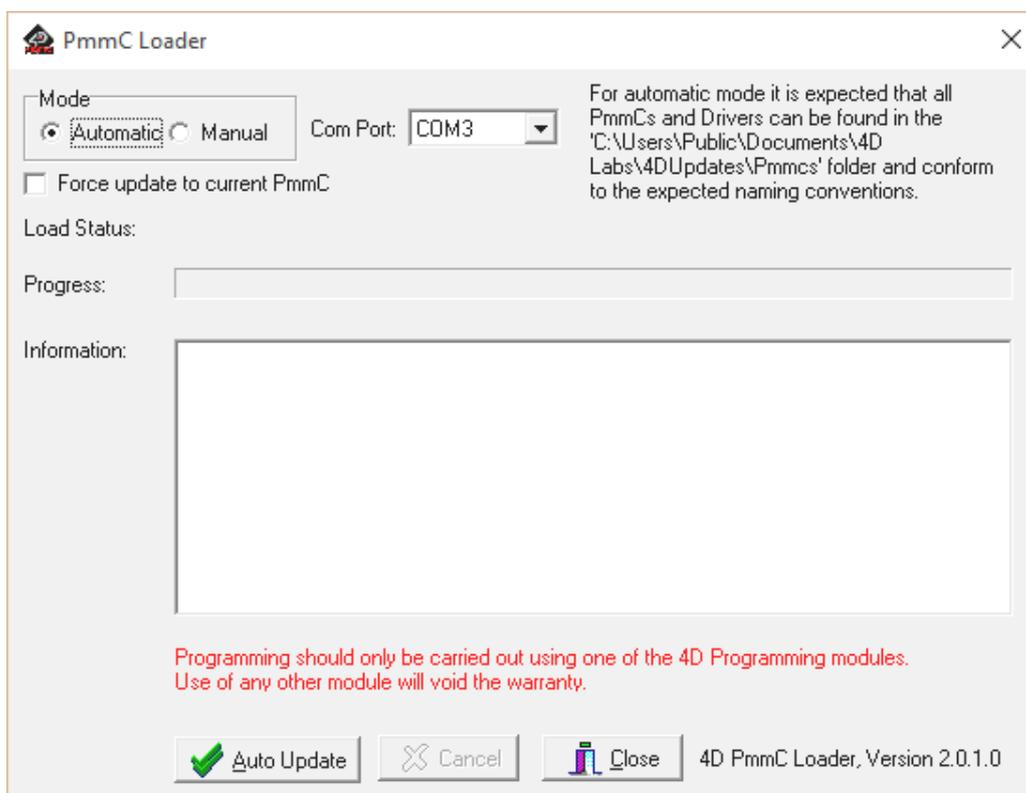 PmmC Loader
Mode
Automatic
Manual
Com Port:
COM3
For automatic mode it is expected that all
PmmCs and Drivers can be found in the
'C:\Users\Public\Documents\4D
Labs\4DUpdates\Pmmcs' folder and conform
to the expected naming conventions.
Force update to current PmmC
Load Status:
Progress:
Information:
Programming should only be carried out using one of the 4D Programming modules.
Use of any other module will void the warranty.
Auto Update
Cancel
Close
4D PmmC Loader, Version 2.0.1.0